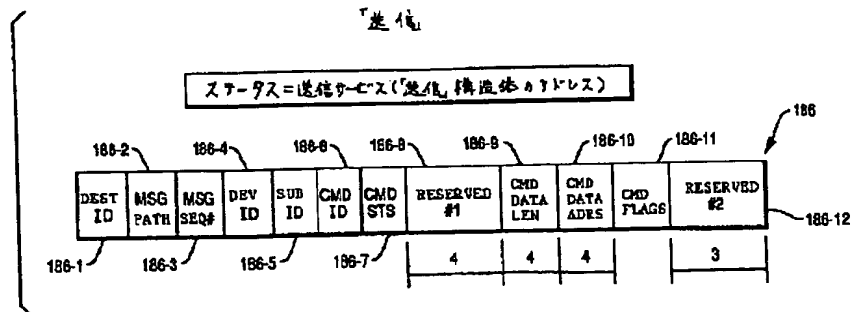 「送信」
ステータス=送信サービス(「送信」構造体のアドレス)
186-2 186-4 186-6 186-8 186-9 186-10 186-11 186
DEST ID
MSG PATH
MSG SEQ#
DEV ID
SUB ID
CMD ID
CMD STS
RESERVED #1
CMD DATA LEN
CMD DATA ADRS
CMD FLAGS
RESERVED #2
186-1 186-3 186-5 186-7 186-12
4 4 4 3